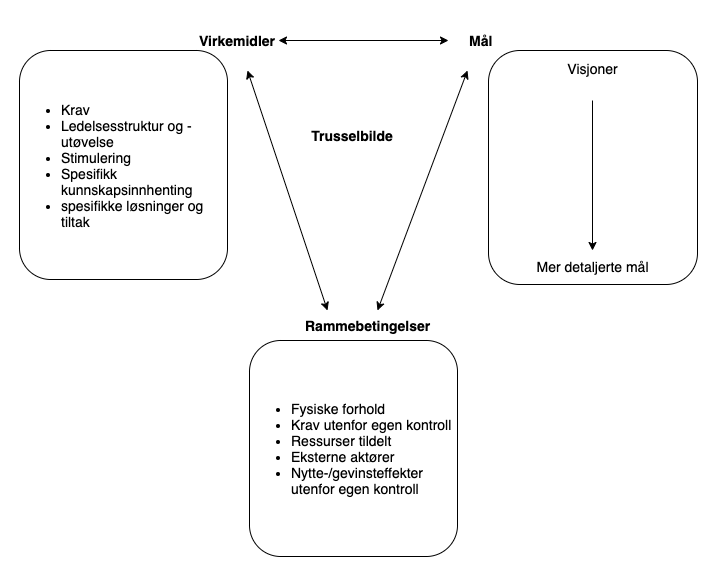 Virkemidler
Mål
• Krav
• Ledelsesstruktur og -
utøvelse
• Stimulering
• Spesifikk
kunnskapsinnhenting
• spesifikke løsninger og
tiltak
Trusselbilde
Visjoner
Mer detaljerte mål
Rammebetingelser
• Fysiske forhold
• Krav utenfor egen kontroll
• Ressurser tildelt
• Eksterne aktører
• Nytte-/gevinsteffekter
utenfor egen kontroll